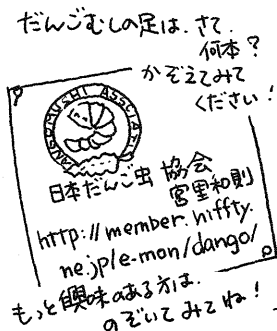 だんごむしの足は、さて
何本?
かぞえてみて
ください!
DANGOMUSHI ASSCIAT
日本だんご虫 協会
宮里和則
http://member.nifty.
ne.jp/e-mon/dango/
もっと興味のある方は、
のぞいてみてね!